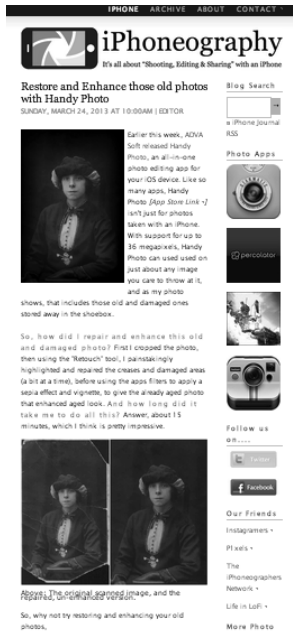 IPHONE ARCHIVE ABOUT CONTACT
iPhoneography
It's all about "Shooting, Editing & Sharing" with an iPhone
Restore and Enhance those old photos
with Handy Photo
SUNDAY, MARCH 24, 2013 AT 10:00AM | EDITOR
Earlier this week, ADVA
Soft released Handy
Photo, an all-in-one
photo editing app for
your iOS device. Like so
many apps, Handy
Photo [App Store Link]
isn't just for photos
taken with an iPhone.
With support for up to
36 megapixels, Handy
Photo can used used on
just about any image
you care to throw at it,
and as my photo
shows, that includes those old and damaged ones
stored away in the shoebox.
So, how did I repair and enhance this old
and damaged photo? First I cropped the photo,
then using the "Retouch" tool, I painstakingly
highlighted and repaired the creases and damaged areas
(a bit at a time), before using the apps filters to apply a
sepia effect and vignette, to give the already aged photo
that enhanced aged look. And how long did it
take me to do all this? Answer, about 15
minutes, which I think is pretty impressive.
Above: The original scanned image, and the
repaired, un-enhanced version.
So, why not try restoring and enhancing your old
photos,
Blog Search
iPhone Journal
RSS
Photo Apps
percolator
Follow us
on....
Twitter
Facebook
Our Friends
Instagramers
Pixels
The
iPhoneographers
Network
Life in LoFi
More Photo